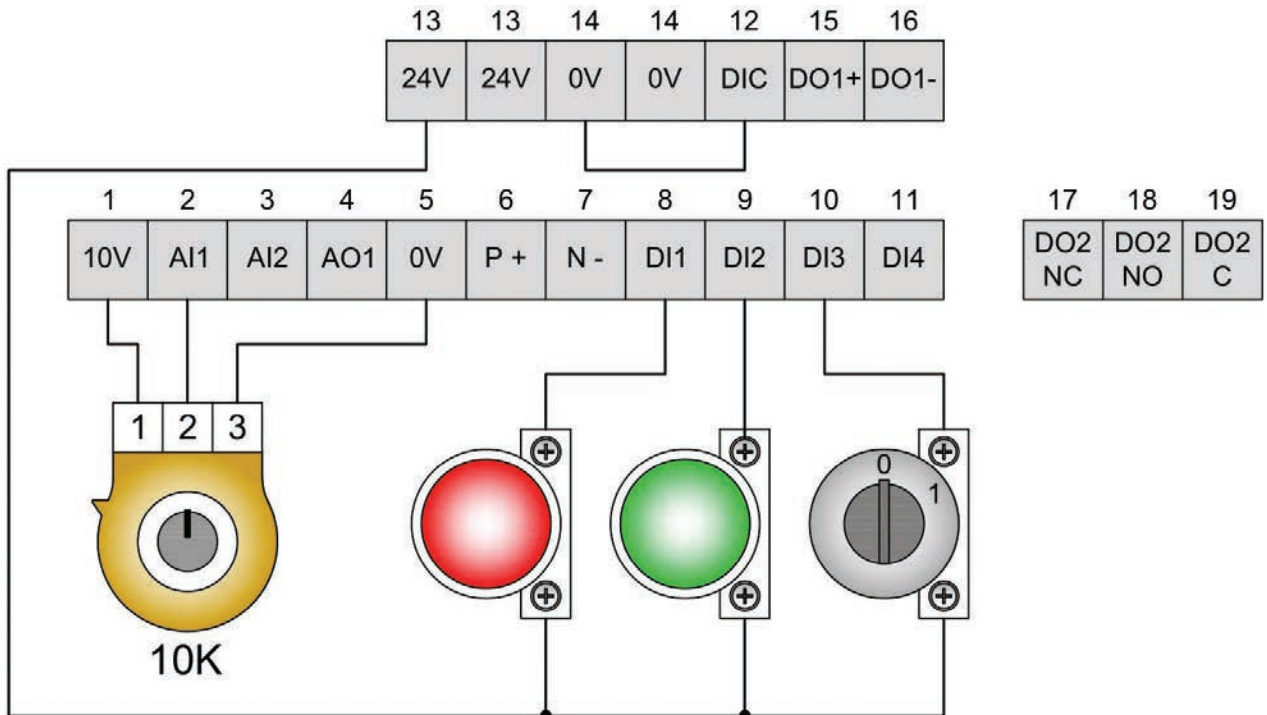 13 13 14 14 12 15 16
24V 24V 0V 0V DIC DO1+ DO1-
1 2 3 4 5 6 7 8 9 10 11 17 18 19
10V AI1 AI2 AO1 0V P + N - DI1 DI2 DI3 DI4 DO2 NC DO2 NO DO2 C
1 2 3
0
1
10K